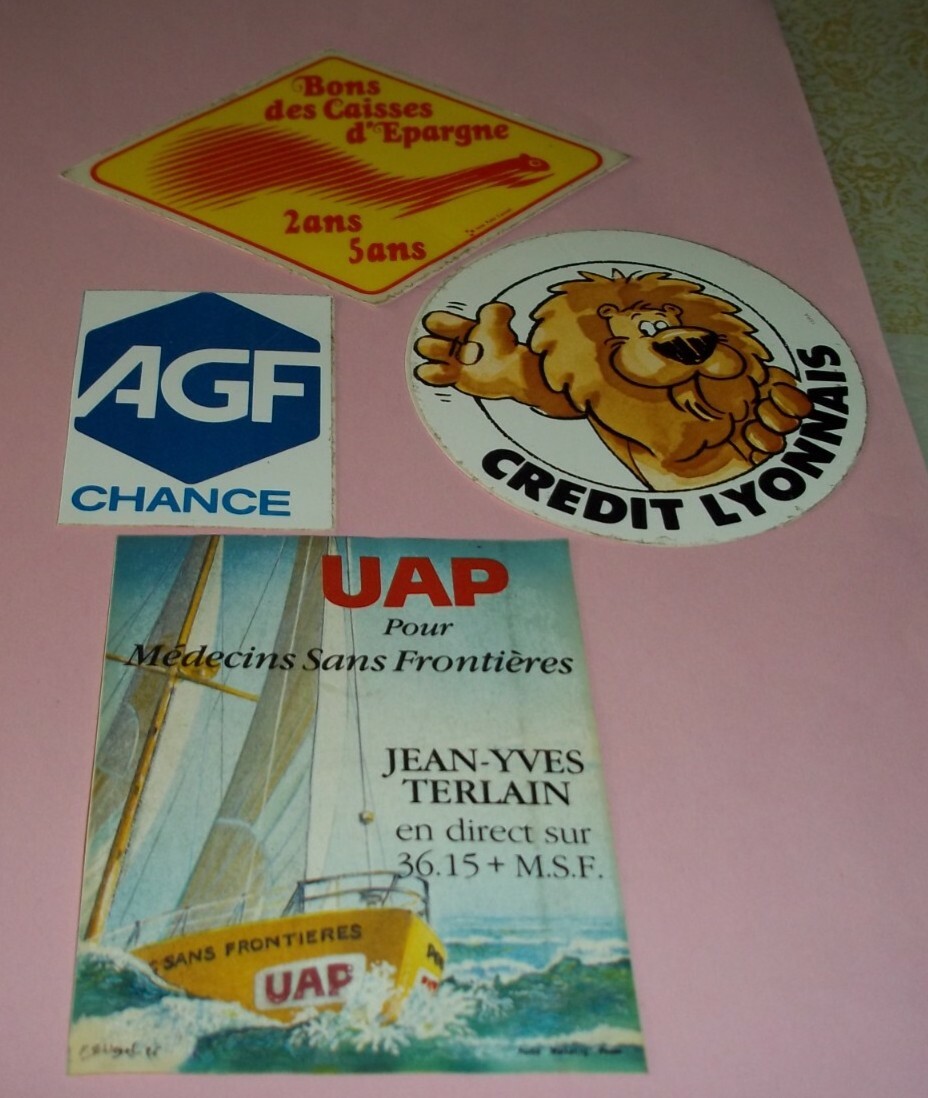 Bons
des Caisses
d'Epargne
2ans
5ans
AGF
CHANCE
CREDIT LYONNAIS
UAP
Pour
Médecins Sans Frontières
JEAN-YVES
TERLAIN
en direct sur
36.15 + M.S.F.
SANS FRONTIERES
UAP